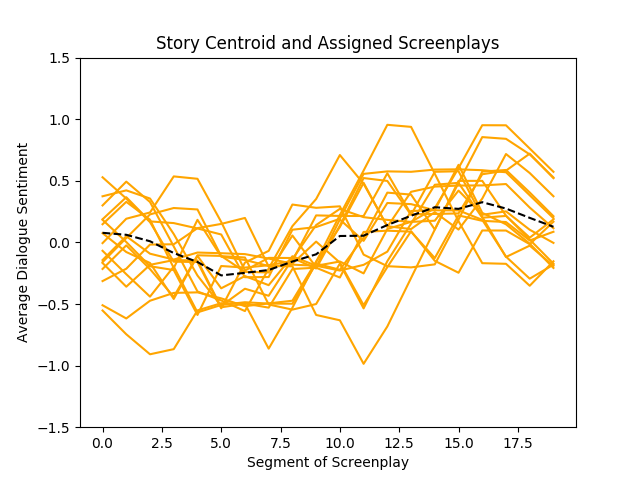 Story Centroid and Assigned Screenplays
1.5
1.0
0.5
0.0
−0.5
−1.0
−1.5
Average Dialogue Sentiment
0.0 2.5 5.0 7.5 10.0 12.5 15.0 17.5
Segment of Screenplay